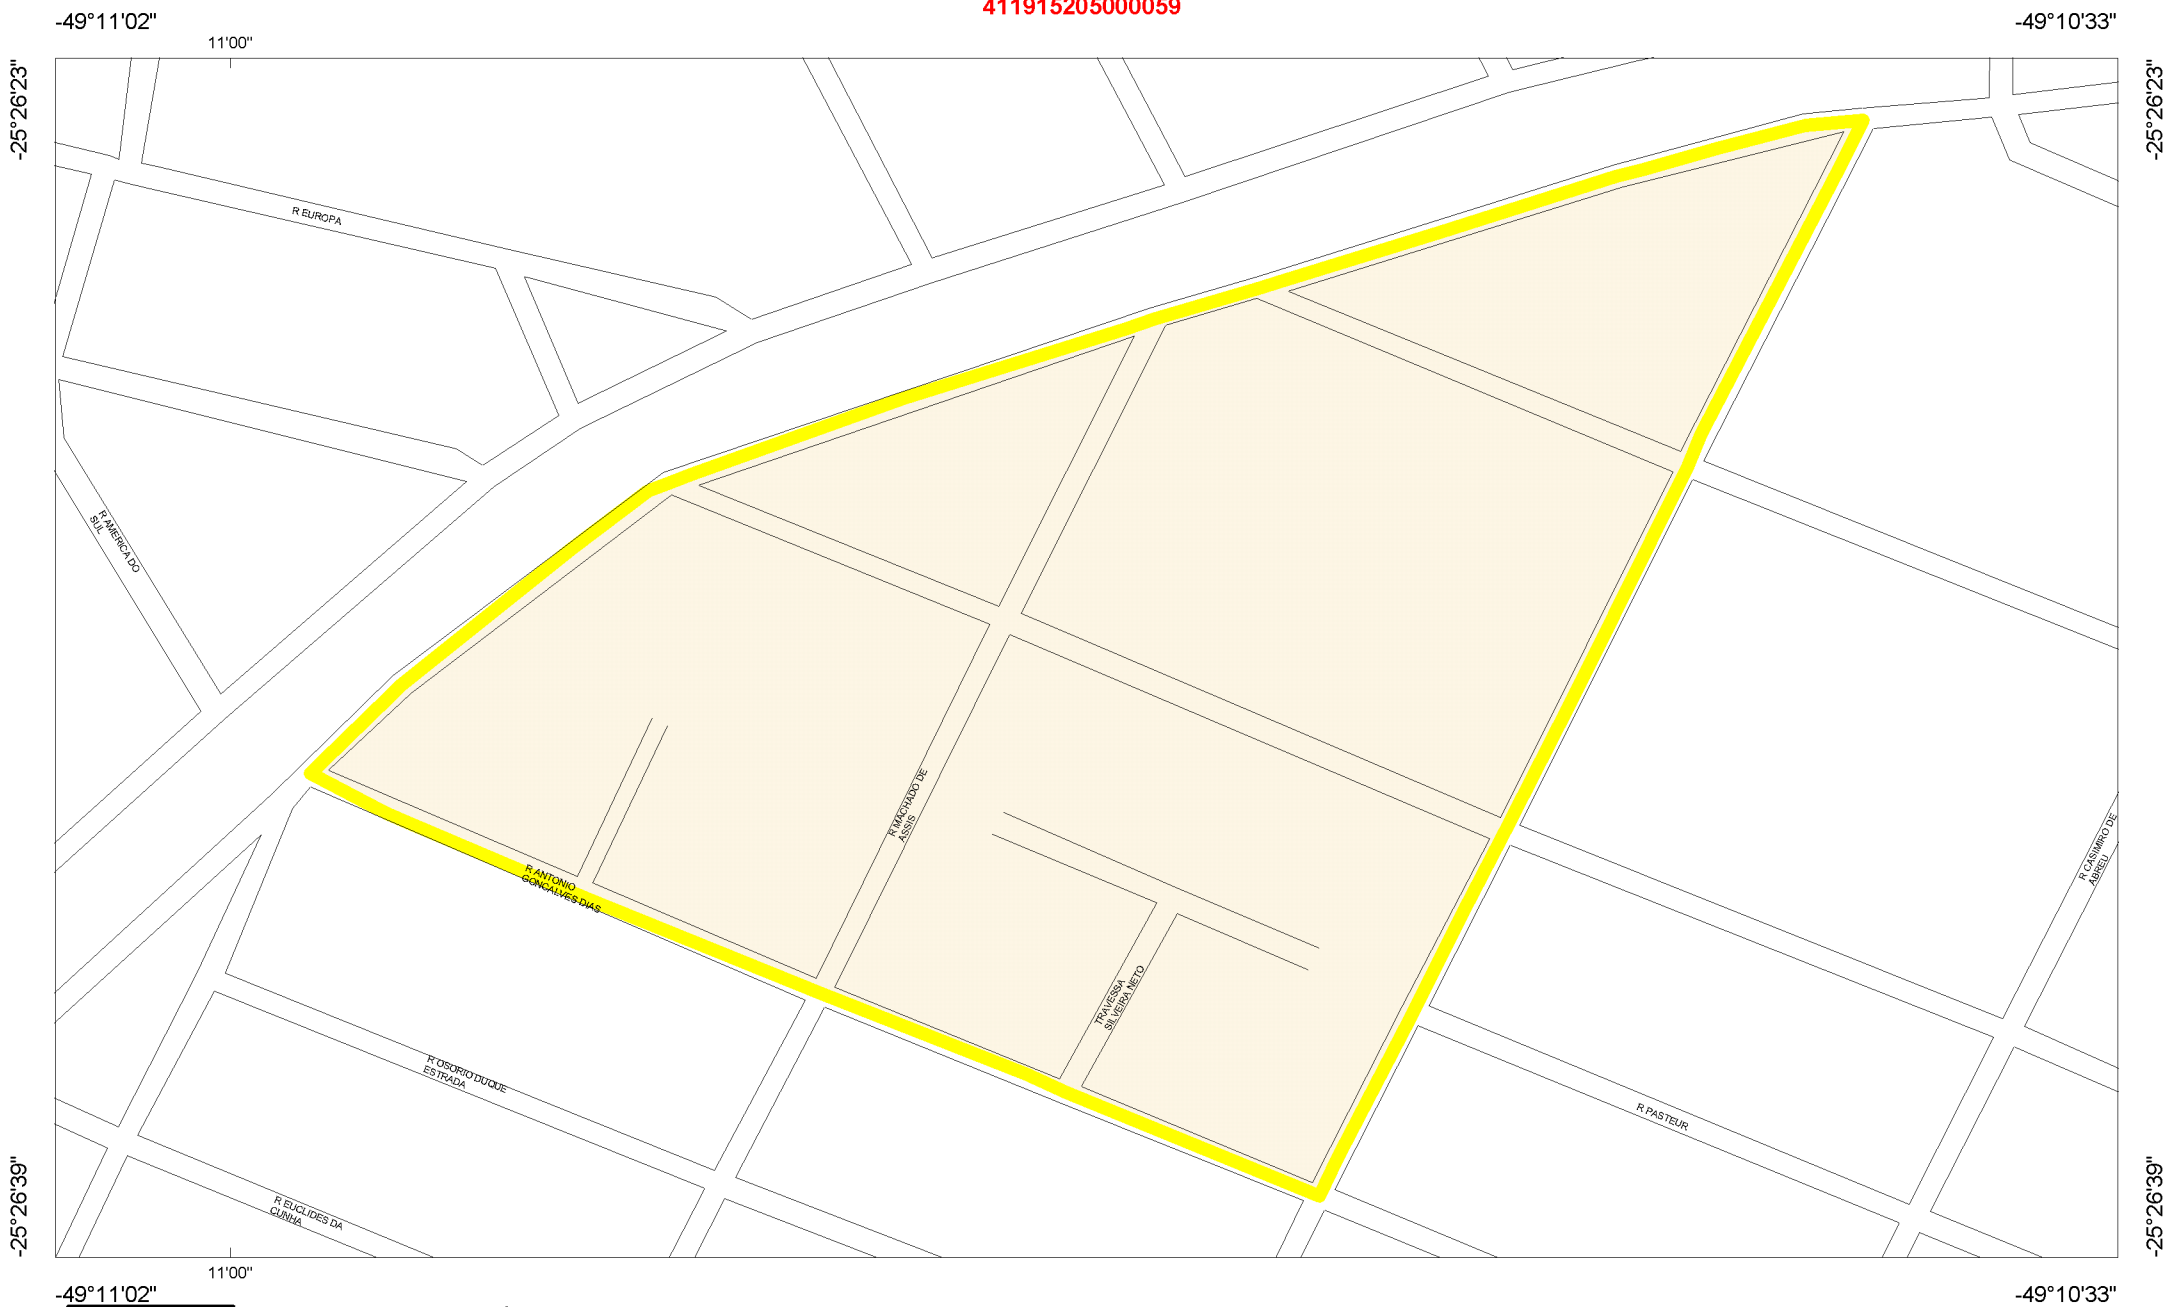 411915205000059
-49°11'02"
-49°10'33"
11'00"
-25°26'23"
-25°26'23"
R EUROPA
R AMERICA DO
SUL
R MACHADO DE
ASSIS
R CASIMIRO DE
ABREU
R ANTONIO
GONCALVES DIAS
TRAVESSA
SILVEIRA NETO
R OSORIO DUQUE
ESTRADA
R PASTEUR
R EUCLIDES DA
CUNHA
-25°26'39"
-25°26'39"
11'00"
-49°11'02"
-49°10'33"